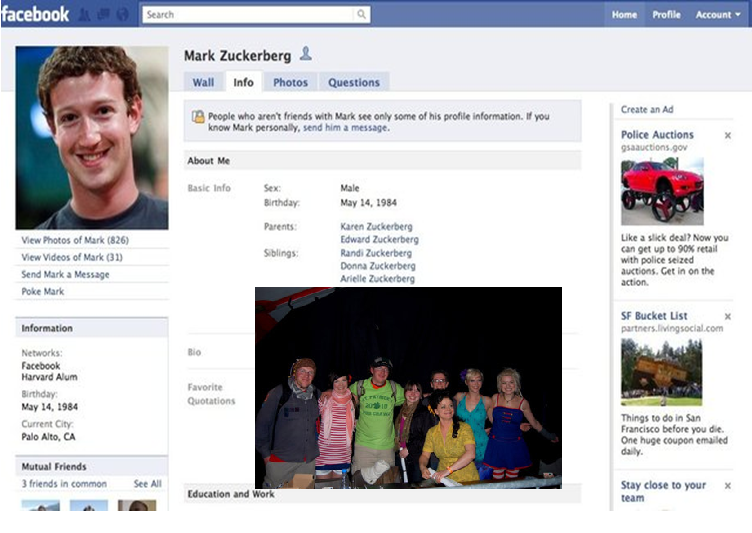 facebook
Search
Home Profile Account
Mark Zuckerberg
Wall Info Photos Questions
People who aren't friends with Mark see only some of his profile information. If you
know Mark personally, send him a message.
About Me
Basic Info
Sex: Male
Birthday: May 14, 1984
Parents: Karen Zuckerberg
Edward Zuckerberg
Siblings: Randi Zuckerberg
Donna Zuckerberg
Arielle Zuckerberg
Bio
Favorite
Quotations
Education and Work
View Photos of Mark (826)
View Videos of Mark (31)
Send Mark a Message
Poke Mark
Information
Networks:
Facebook
Harvard Alum
Birthday:
May 14, 1984
Current City:
Palo Alto, CA
Mutual Friends
3 friends in common See All
Create an Ad
Police Auctions
gsaauctions.gov
Like a slick deal? Now you
can get up to 90% retail
with police seized
auctions. Get in on the
action.
SF Bucket List
partners.livingsocial.com
Things to do in San
Francisco before you die.
One huge coupon emailed
daily.
Stay close to your
team